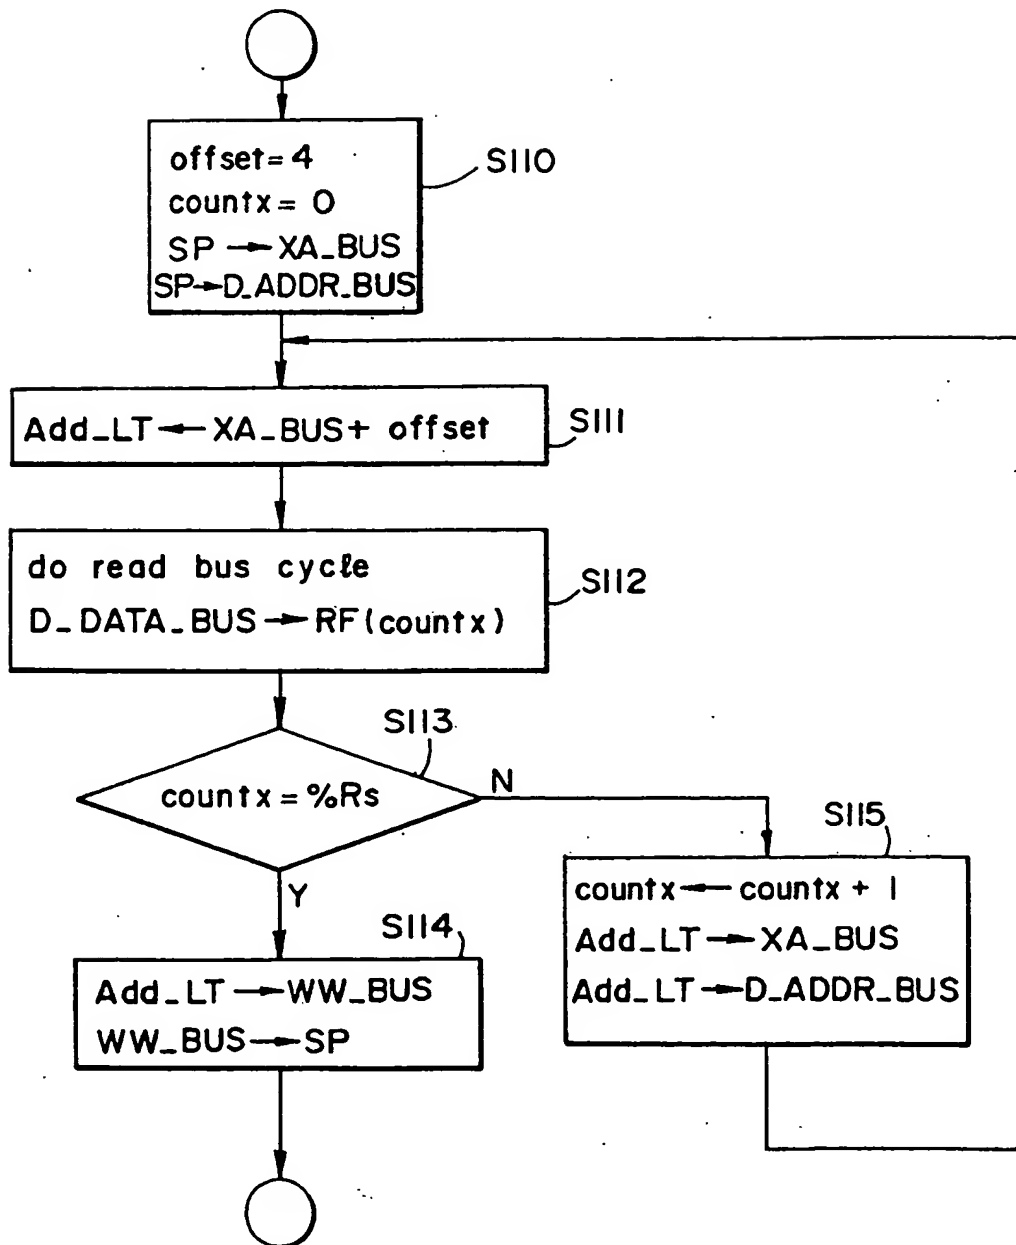 offset=4
countx=0
SP→XA_BUS
SP→D_ADDR_BUS
S110
Add_LT←XA_BUS+ offset
S111
do read bus cycle
D_DATA_BUS→RF(countx)
S112
S113
countx=%Rs
N
Y
S115
countx←countx+1
Add_LT→XA_BUS
Add_LT→D_ADDR_BUS
S114
Add_LT→WW_BUS
WW_BUS→SP